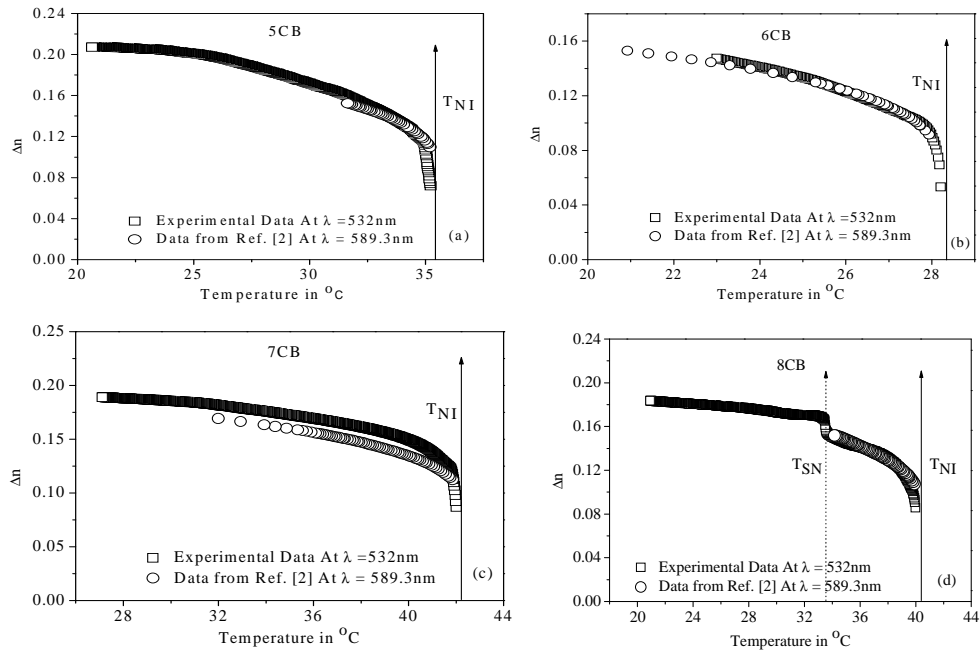 5CB
0.24
0.20
0.16
0.12
0.08
0.04
0.00
Δn
T NI
Experimental Data At λ =532nm
Data from Ref. [2] At λ = 589.3nm
(a)
20 25 30 35
Temperature in °C
6CB
0.16
0.12
0.08
0.04
0.00
Δn
T NI
Experimental Data At λ =532nm
Data from Ref. [2] At λ = 589.3nm
(b)
20 22 24 26 28
Temperature in °C
7CB
0.25
0.20
0.15
0.10
0.05
0.00
Δn
T NI
Experimental Data At λ =532nm
Data from Ref. [2] At λ = 589.3nm
(c)
28 32 36 40 44
Temperature in °C
8CB
0.24
0.20
0.16
0.12
0.08
0.04
0.00
Δn
T SN
T NI
Experimental Data At λ = 532nm
Data from Ref. [2] At λ = 589.3nm
(d)
20 24 28 32 36 40 44
Temperature in °C